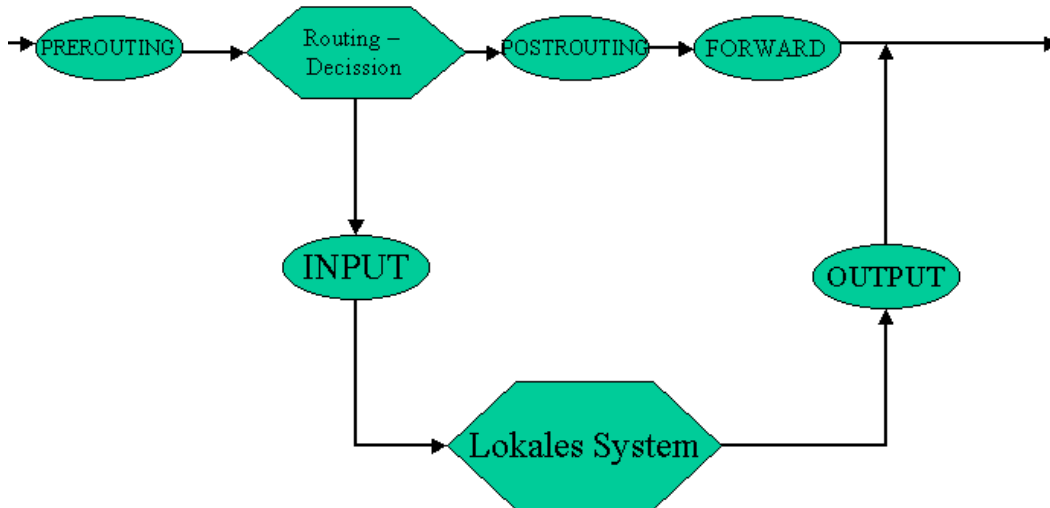 PREROUTING
Routing –
Decission
POSTROUTING
FORWARD
INPUT
OUTPUT
Lokales System